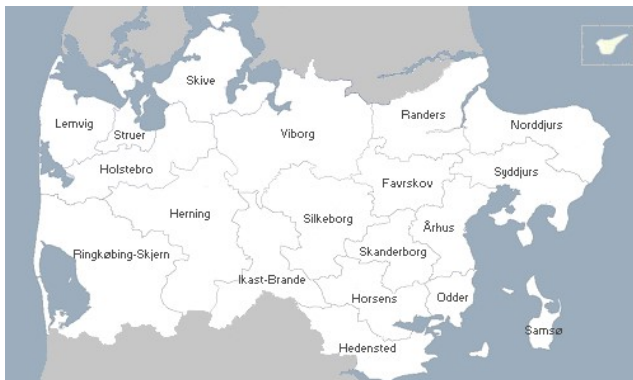 Skive
Randers
Lemvig
Norddjurs
Struer
Viborg
Holstebro
Syddjurs
Favrskov
Herning
Silkeborg
Århus
Ringkøbing-Skjern
Skanderborg
Ikast-Brande
Horsens
Odder
Samsø
Hedensted